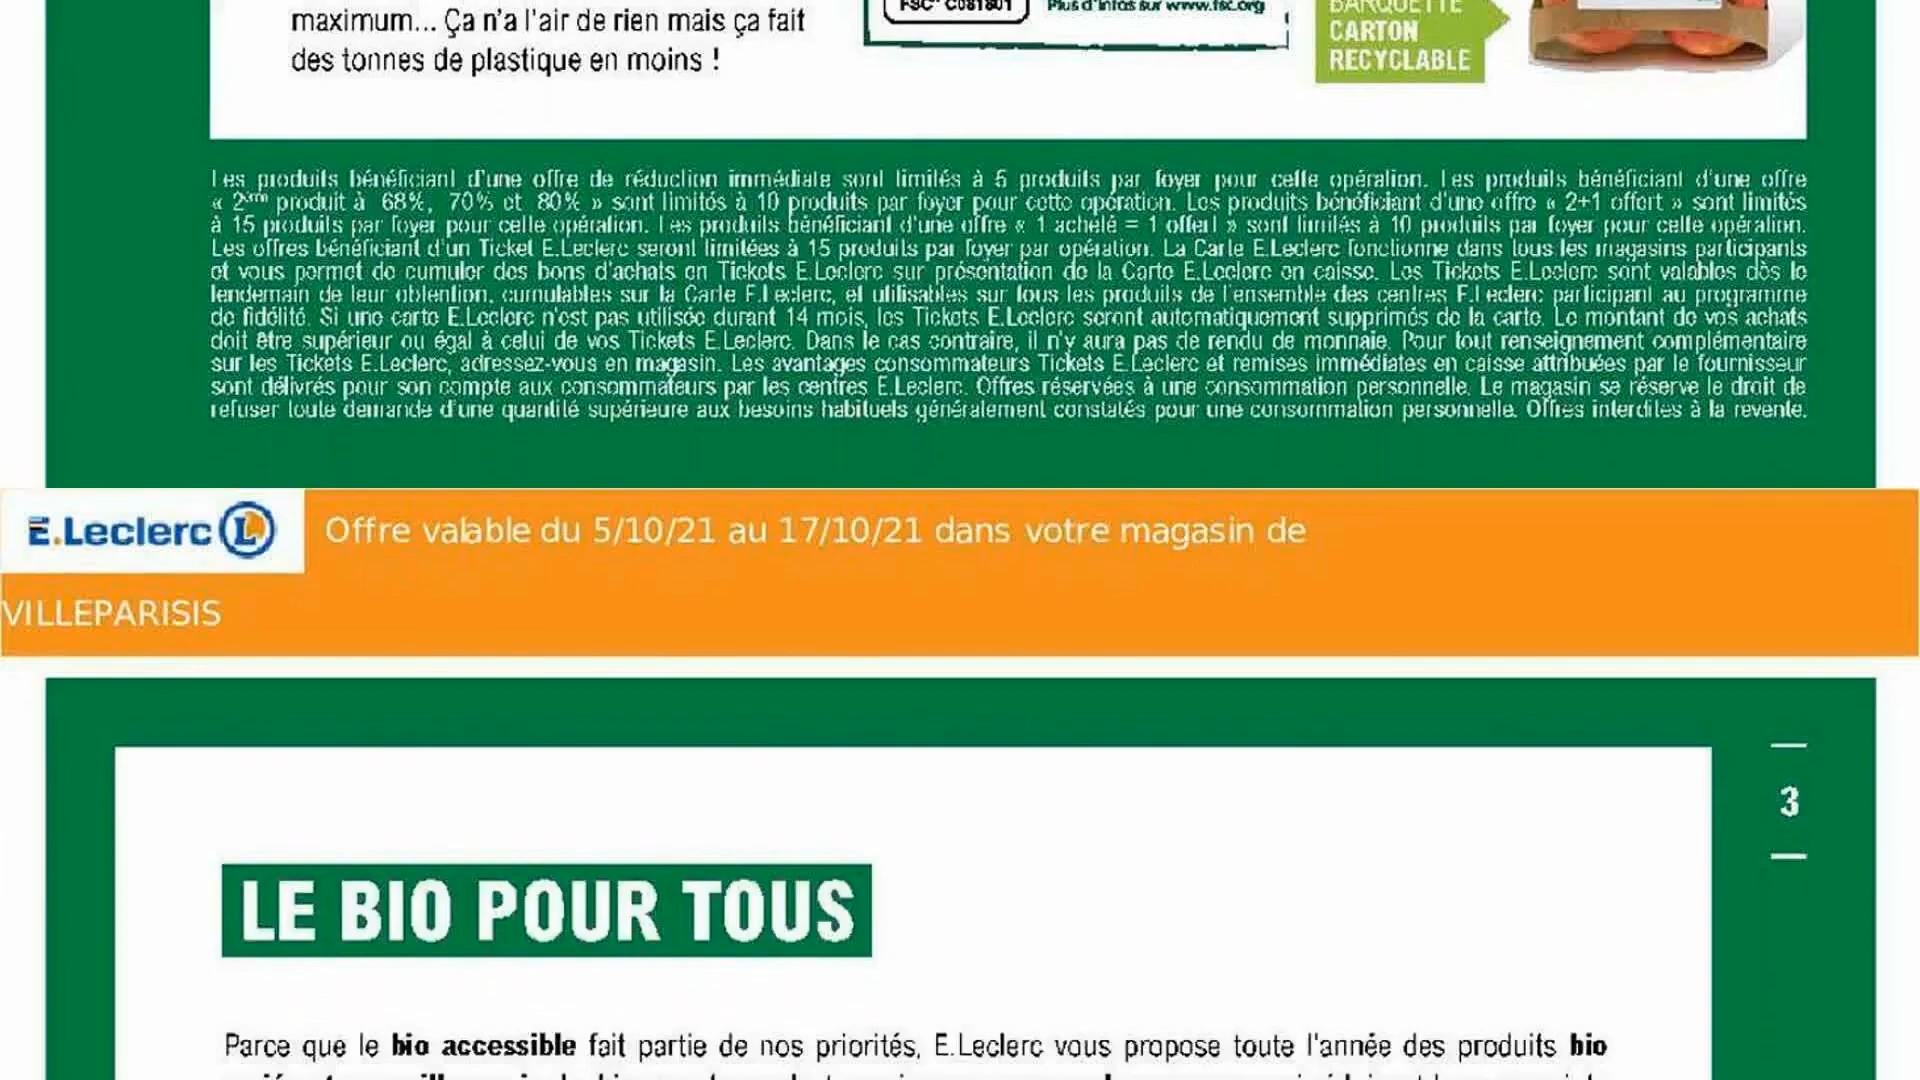 maximum... Ça n'a l'air de rien mais ça fait
des tonnes de plastique en moins !
FSC® C081801
Plus d'infos sur www.fsc.org
BARQUETTE
CARTON
RECYCLABLE
Les produits bénéficiant d'une offre de réduction immédiate sont limités à 5 produits par foyer pour cette opération. Les produits bénéficiant d'une offre
« 2ème produit à 68%, 70% et 80% » sont limités à 10 produits par foyer pour cette opération. Les produits bénéficiant d'une offre « 2+1 offert » sont limités
à 15 produits par foyer pour cette opération. Les produits bénéficiant d'une offre « 1 acheté = 1 offert » sont limités à 10 produits par foyer pour cette opération.
Les offres bénéficiant d'un Ticket E.Leclerc seront limitées à 15 produits par foyer par opération. La Carte E.Leclerc fonctionne dans tous les magasins participants
et vous permet de cumuler des bons d'achats en Tickets E.Leclerc sur présentation de la Carte E.Leclerc en caisse. Les Tickets E.Leclerc sont valables dès le
lendemain de leur obtention, cumulables sur la Carte E.Leclerc, et utilisables sur tous les produits de l'ensemble des centres E.Leclerc participant au programme
de fidélité. Si une carte E.Leclerc n'est pas utilisée durant 14 mois, les Tickets E.Leclerc seront automatiquement supprimés de la carte. Le montant de vos achats
doit être supérieur ou égal à celui de vos Tickets E.Leclerc. Dans le cas contraire, il n'y aura pas de rendu de monnaie. Pour tout renseignement complémentaire
sur les Tickets E.Leclerc, adressez-vous en magasin. Les avantages consommateurs Tickets E.Leclerc et remises immédiates en caisse attribuées par le fournisseur
sont délivrés pour son compte aux consommateurs par les centres E.Leclerc. Offres réservées à une consommation personnelle. Le magasin se réserve le droit de
refuser toute demande d'une quantité supérieure aux besoins habituels généralement constatés pour une consommation personnelle. Offres interdites à la revente.
E.Leclerc L Offre valable du 5/10/21 au 17/10/21 dans votre magasin de
VILLEPARISIS
3
LE BIO POUR TOUS
Parce que le bio accessible fait partie de nos priorités, E.Leclerc vous propose toute l'année des produits bio